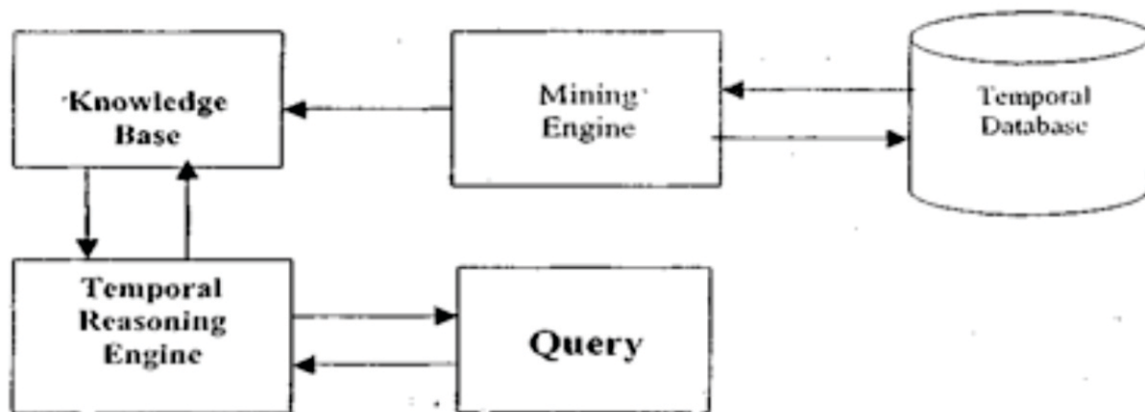 Knowledge
Base
Mining
Engine
Temporal
Database
Temporal
Reasoning
Engine
Query